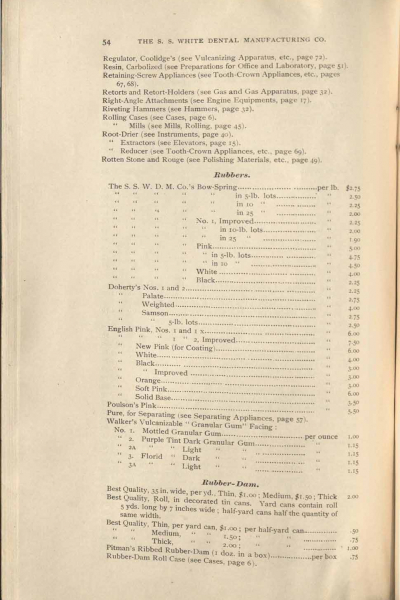 54 THE S. S. WHITE DENTAL MANUFACTURING CO.
Regulator, Coolidge's (see Vulcanizing Apparatus, etc., page 72).
Resin, Carbolized (see Preparations for Office and Laboratory, page 51).
Retaining-Screw Appliances (see Tooth-Crown Appliances, etc., pages
67, 68).
Retorts and Retort-Holders (see Gas and Gas Apparatus, page 32).
Right-Angle Attachments (see Engine Equipments, page 17).
Riveting Hammers (see Hammers, page 32).
Rolling Cases (see Cases, page 6).
" Mills (see Mills, Rolling, page 45).
Root-Drier (see Instruments, page 40).
" Extractors (see Elevators, page 15).
" Reducer (see Tooth-Crown Appliances, etc., page 69).
Rotten Stone and Rouge (see Polishing Materials, etc., page 49).
Rubbers.
The S. S. W. D. M. Co.'s Bow-Spring..........per lb. $2.75
" " " " " in 5-lb. lots.......... " 2.50
" " " " " in 10 " .......... " 2.25
" " " " " in 25 " .......... " 2.00
" " " " No. 1, Improved.......... " 2.25
" " " " " in 10-lb. lots.......... " 2.00
" " " " " in 25 " .......... " 1.90
" " " " Pink.......... " 5.00
" " " " " in 5-lb. lots.......... " 4.75
" " " " " in 10 " .......... " 4.50
" " " " White.......... " 4.00
" " " " Black.......... " 2.25
Doherty's Nos. 1 and 2.......... " 2.25
" Palate.......... " 2.75
" Weighted.......... " 4.00
" Samson.......... " 2.75
" " 5-lb. lots.......... " 2.50
English Pink, Nos. 1 and 1 x.......... " 6.00
" " " 1 " 2, Improved.......... " 7.50
" New Pink (for Coating).......... " 6.00
" White.......... " 4.00
" Black.......... " 3.00
" " Improved.......... " 3.00
" Orange.......... " 3.00
" Soft Pink.......... " 6.00
" Solid Base.......... " 3.50
Poulson's Pink.......... " 5.50
Pure, for Separating (see Separating Appliances, page 57).
Walker's Vulcanizable "Granular Gum" Facing:
No. 1. Mottled Granular Gum..........per ounce 1.00
" 2. Purple Tint Dark Granular Gum.......... " 1.15
" 2A " " Light " .......... " 1.15
" 3. Florid " Dark " .......... " 1.15
" 3A " " Light " .......... " 1.15
Rubber-Dam.
Best Quality, 35 in. wide, per yd., Thin, $1.00; Medium, $1.50; Thick 2.00
Best Quality, Roll, in decorated tin cans. Yard cans contain roll
5 yds. long by 7 inches wide; half-yard cans half the quantity of
same width.
Best Quality, Thin, per yard can, $1.00; per half-yard can.......... .50
" " Medium, " " 1.50; " " .......... .75
" " Thick, " " 2.00; " " .......... 1.00
Pitman's Ribbed Rubber-Dam (1 doz. in a box)..........per box .75
Rubber-Dam Roll Case (see Cases, page 6).